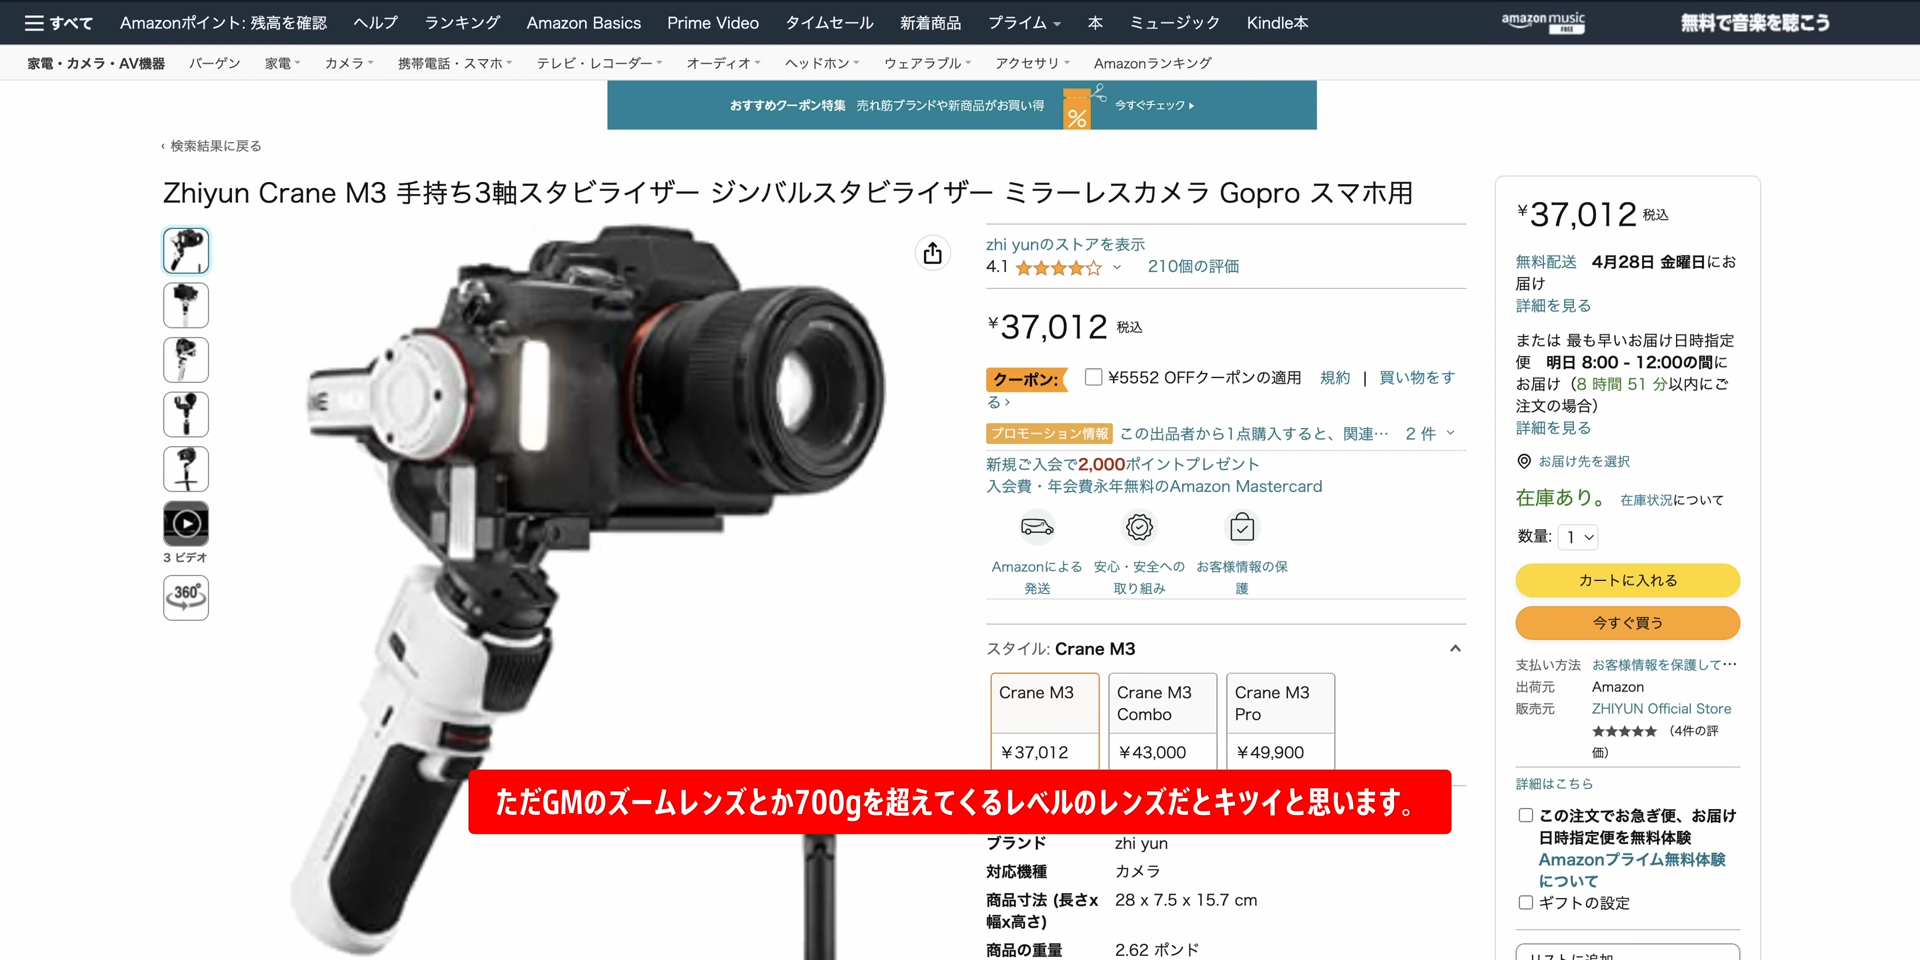 すべて Amazonポイント: 残高を確認 ヘルプ ランキング Amazon Basics Prime Video タイムセール 新着商品 プライム 本 ミュージック Kindle本 amazon music FREE 無料で音楽を聴こう
家電・カメラ・AV機器 バーゲン 家電 カメラ 携帯電話・スマホ テレビ・レコーダー オーディオ ヘッドホン ウェアラブル アクセサリ Amazonランキング
おすすめクーポン特集 売れ筋ブランドや新商品がお買い得 % 今すぐチェック
‹ 検索結果に戻る
Zhiyun Crane M3 手持ち3軸スタビライザー ジンバルスタビライザー ミラーレスカメラ Gopro スマホ用
3 ビデオ
360°
zhi yunのストアを表示
4.1 210個の評価
¥37,012 税込
クーポン: ¥5552 OFFクーポンの適用 規約 | 買い物をす
る ›
プロモーション情報 この出品者から1点購入すると、関連… 2 件
新規ご入会で2,000ポイントプレゼント
入会費・年会費永年無料のAmazon Mastercard
Amazonによる
発送
安心・安全への
取り組み
お客様情報の保
護
スタイル: Crane M3
Crane M3
¥37,012
Crane M3
Combo
¥43,000
Crane M3
Pro
¥49,900
ただGMのズームレンズとか700gを超えてくるレベルのレンズだとキツイと思います。
ブランド zhi yun
対応機種 カメラ
商品寸法 (長さx 28 x 7.5 x 15.7 cm
幅x高さ)
商品の重量 2.62 ポンド
¥37,012 税込
無料配送 4月28日 金曜日にお
届け
詳細を見る
または 最も早いお届け日時指定
便 明日 8:00 - 12:00の間に
お届け（8 時間 51 分以内にご
注文の場合）
詳細を見る
お届け先を選択
在庫あり。 在庫状況について
数量: 1
カートに入れる
今すぐ買う
支払い方法 お客様情報を保護して…
出荷元 Amazon
販売元 ZHIYUN Official Store
★★★★★ （4件の評
価）
詳細はこちら
この注文でお急ぎ便、お届け
日時指定便を無料体験
Amazonプライム無料体験
について
ギフトの設定
リストに追加